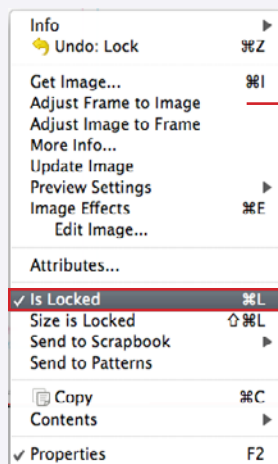 Info
Undo: Lock ⌘Z
Get Image... ⌘I
Adjust Frame to Image
Adjust Image to Frame
More Info...
Update Image
Preview Settings
Image Effects ⌘E
Edit Image...
Attributes...
✓ Is Locked ⌘L
Size is Locked ⇧⌘L
Send to Scrapbook
Send to Patterns
Copy ⌘C
Contents
✓ Properties F2